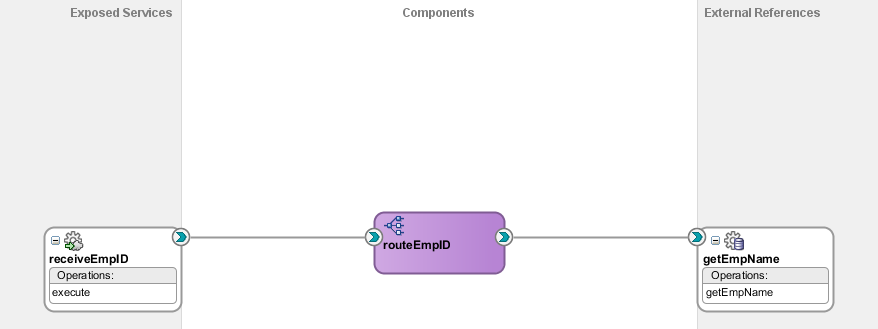 Exposed Services
Components
External References
receiveEmpID
Operations:
execute
routeEmpID
getEmpName
Operations:
getEmpName